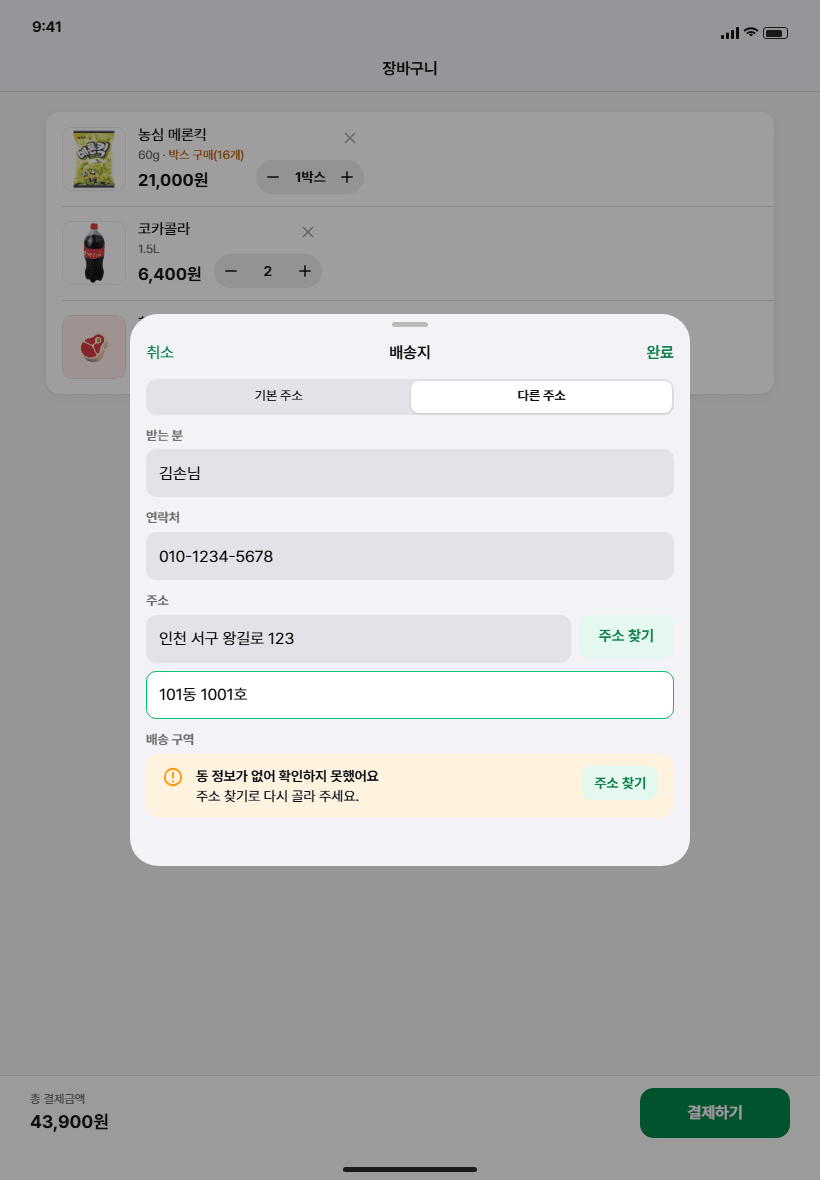 9:41
장바구니
농심 메론킥
60g · 박스 구매(16개)
21,000원
1박스
코카콜라
1.5L
6,400원
2
취소
배송지
완료
기본 주소
다른 주소
받는 분
김손님
연락처
010-1234-5678
주소
인천 서구 왕길로 123
주소 찾기
101동 1001호
배송 구역
동 정보가 없어 확인하지 못했어요
주소 찾기로 다시 골라 주세요.
주소 찾기
총 결제금액
43,900원
결제하기